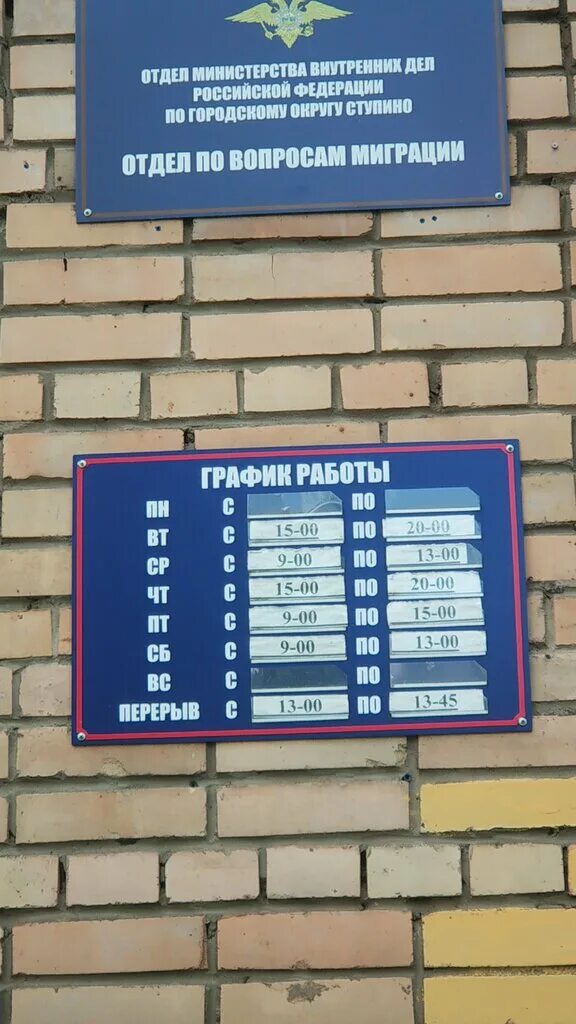 ОТДЕЛ МИНИСТЕРСТВА ВНУТРЕННИХ ДЕЛ
РОССИЙСКОЙ ФЕДЕРАЦИИ
ПО ГОРОДСКОМУ ОКРУГУ СТУПИНО
ОТДЕЛ ПО ВОПРОСАМ МИГРАЦИИ
ГРАФИК РАБОТЫ
ПН С ПО
ВТ С 15-00 ПО 20-00
СР С 9-00 ПО 13-00
ЧТ С 15-00 ПО 20-00
ПТ С 9-00 ПО 15-00
СБ С 9-00 ПО 13-00
ВС С ПО
ПЕРЕРЫВ С 13-00 ПО 13-45